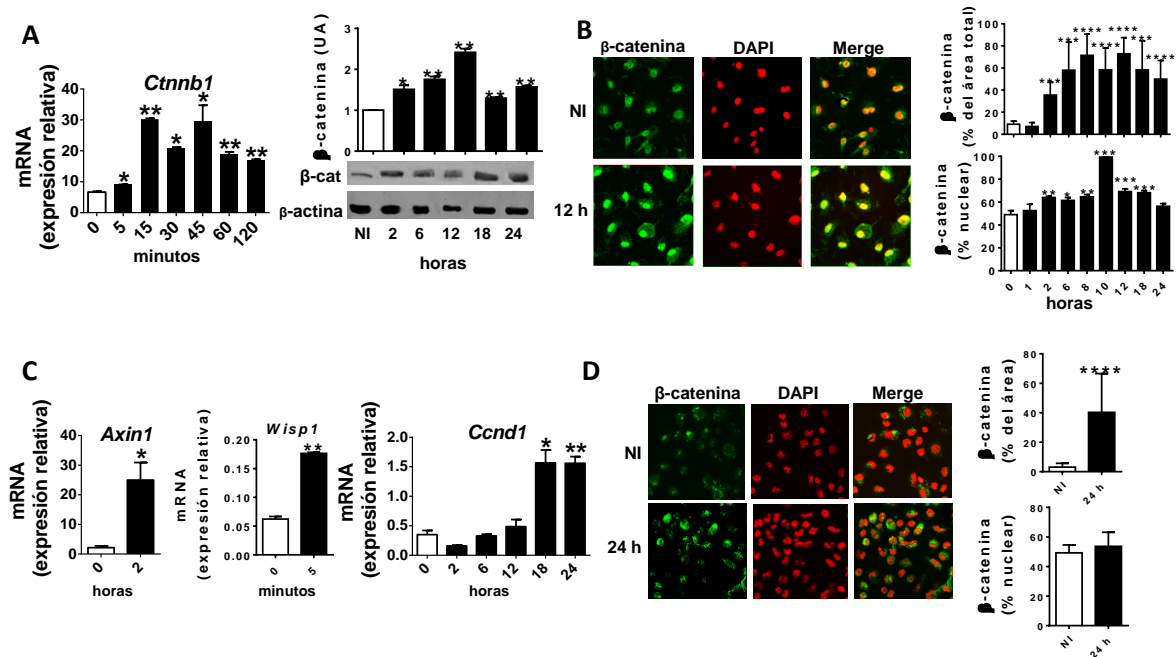 A
Ctnnb1
mRNA
(expresión relativa)
40
30
20
10
0
*
**
*
*
**
**
0 5 15 30 45 60 120
minutos
β-catenina (UA)
3
2
1
0
*
**
**
**
**
β-cat
β-actina
NI 2 6 12 18 24
horas
B
β-catenina DAPI Merge
NI
12 h
β-catenina
(% del área total)
100
80
60
40
20
0
***
***
****
****
****
***
****
β-catenina
(% nuclear)
100
80
60
40
20
0
**
*
**
***
***
***
0 1 2 6 8 10 12 18 24
horas
C
Axin1
mRNA
(expresión relativa)
40
30
20
10
0
*
0 2
horas
Wisp1
mRNA
(expresión relativa)
0.20
0.15
0.10
0.05
0.00
**
0 5
minutos
Ccnd1
mRNA
(expresión relativa)
2.0
1.5
1.0
0.5
0.0
*
**
0 2 6 12 18 24
horas
D
β-catenina DAPI Merge
NI
24 h
β-catenina
(% del área)
80
60
40
20
0
****
NI 24 h
β-catenina
(% nuclear)
80
60
40
20
0
NI 24 h